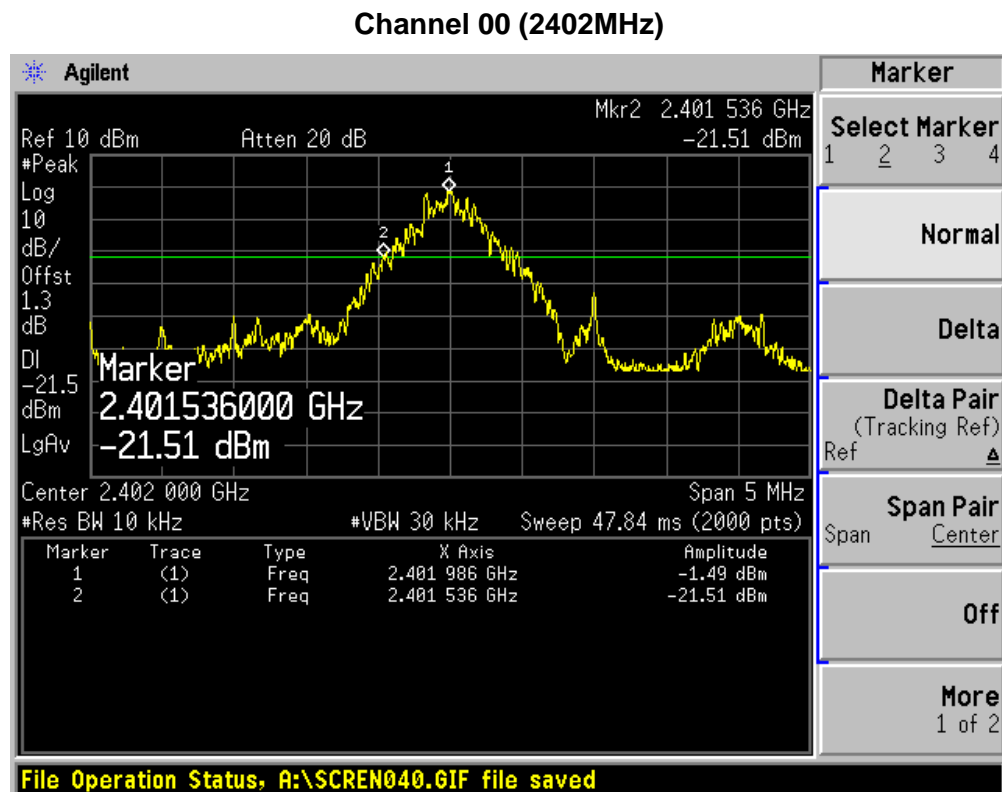 Channel 00 (2402MHz)
Agilent
Marker
Mkr2 2.401 536 GHz
Ref 10 dBm Atten 20 dB -21.51 dBm
#Peak
Log
10
dB/
Offst
1.3
dB
DI
-21.5
dBm
LgAv
1
2
Marker
2.401536000 GHz
-21.51 dBm
Center 2.402 000 GHz Span 5 MHz
#Res BW 10 kHz #VBW 30 kHz Sweep 47.84 ms (2000 pts)
Marker Trace Type X Axis Amplitude
1 (1) Freq 2.401 986 GHz -1.49 dBm
2 (1) Freq 2.401 536 GHz -21.51 dBm
Select Marker
1 2 3 4
Normal
Delta
Delta Pair
(Tracking Ref)
Ref Δ
Span Pair
Span Center
Off
More
1 of 2
File Operation Status, A:\SCREN040.GIF file saved